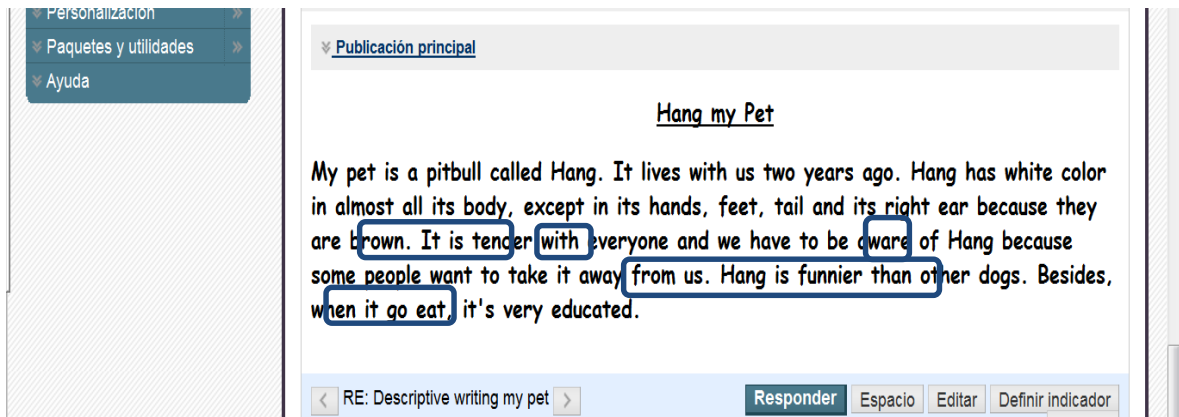 Personalización
Paquetes y utilidades
Ayuda
Publicación principal
Hang my Pet
My pet is a pitbull called Hang. It lives with us two years ago. Hang has white color
in almost all its body, except in its hands, feet, tail and its right ear because they
are brown. It is tender with everyone and we have to be aware of Hang because
some people want to take it away from us. Hang is funnier than other dogs. Besides,
when it go eat, it's very educated.
RE: Descriptive writing my pet
Responder Espacio Editar Definir indicador